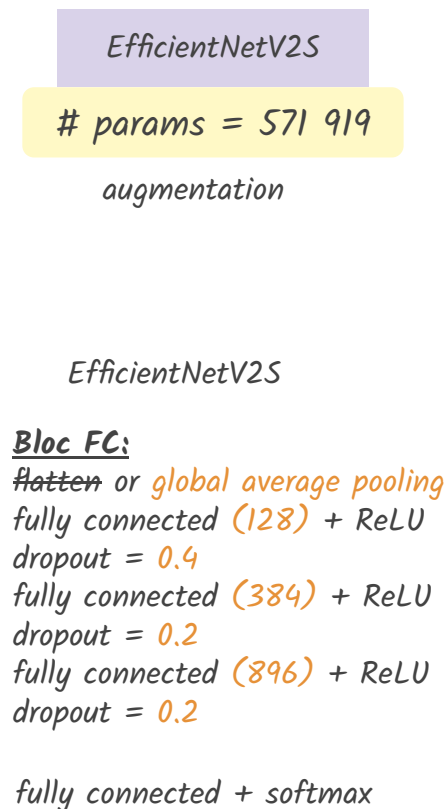 EfficientNetV2S
# params = 571 919
augmentation
EfficientNetV2S
Bloc FC:
flatten or global average pooling
fully connected (128) + ReLU
dropout = 0.4
fully connected (384) + ReLU
dropout = 0.2
fully connected (896) + ReLU
dropout = 0.2
fully connected + softmax